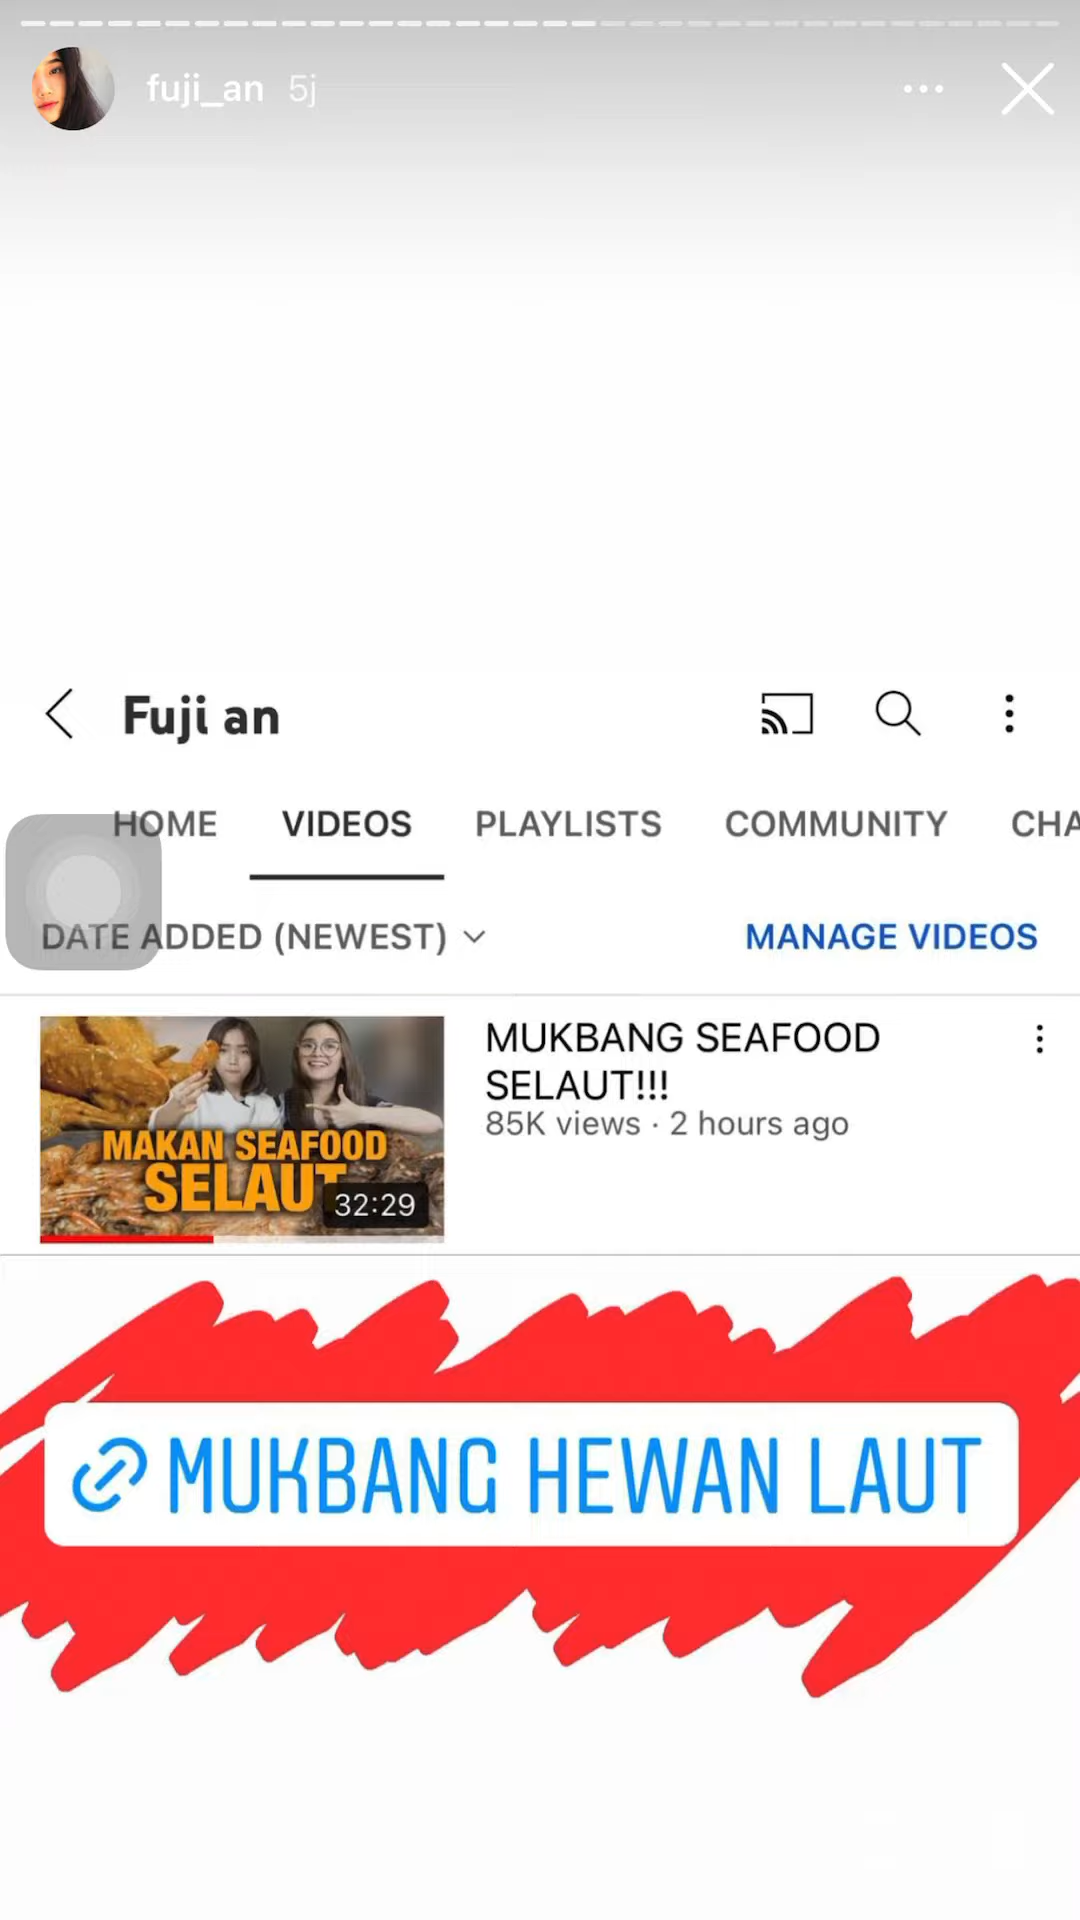 fuji_an 5j
Fuji an
HOME VIDEOS PLAYLISTS COMMUNITY CHA
DATE ADDED (NEWEST) MANAGE VIDEOS
MAKAN SEAFOOD
SELAUT
32:29
MUKBANG SEAFOOD
SELAUT!!!
85K views · 2 hours ago
MUKBANG HEWAN LAUT